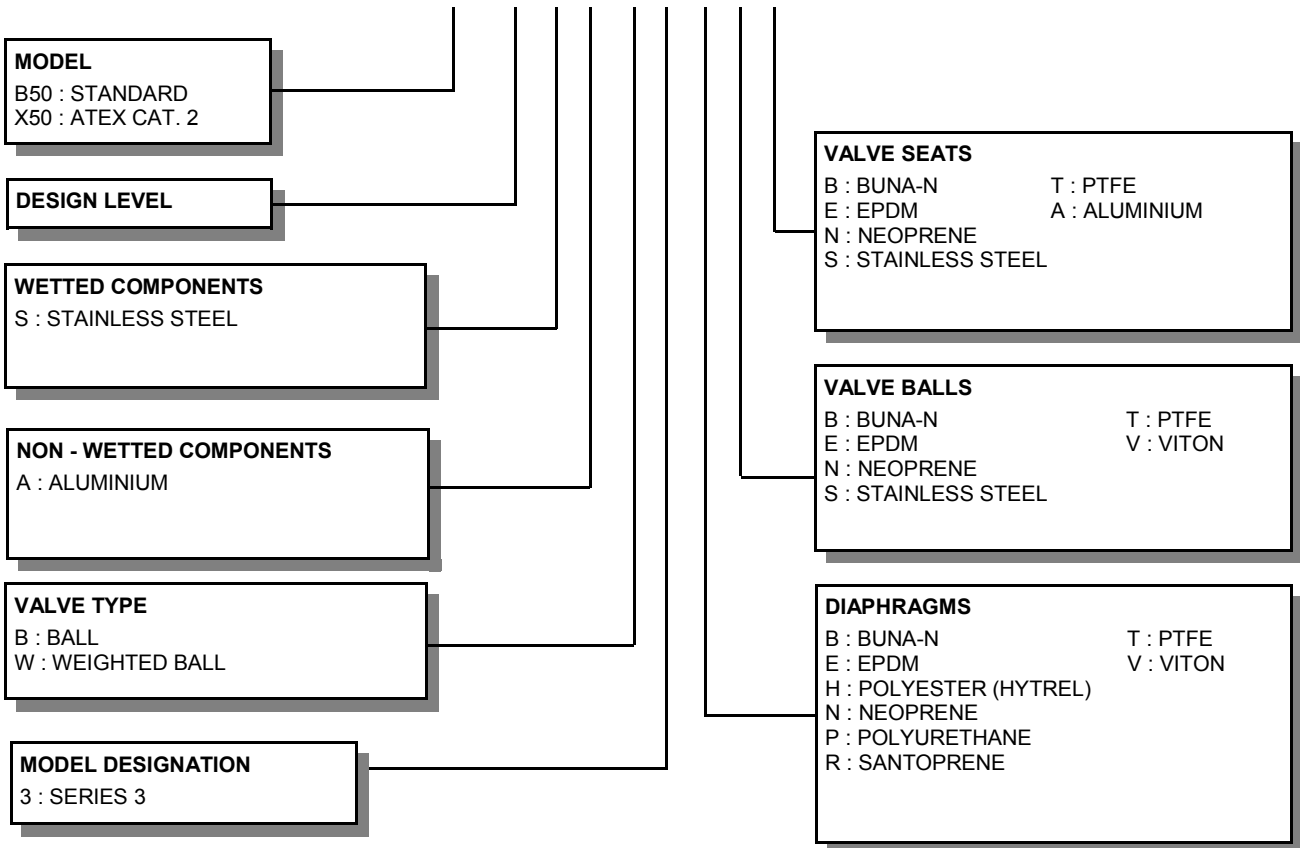 MODEL
B50 : STANDARD
X50 : ATEX CAT. 2
DESIGN LEVEL
WETTED COMPONENTS
S : STAINLESS STEEL
NON - WETTED COMPONENTS
A : ALUMINIUM
VALVE TYPE
B : BALL
W : WEIGHTED BALL
MODEL DESIGNATION
3 : SERIES 3
VALVE SEATS
B : BUNA-N T : PTFE
E : EPDM A : ALUMINIUM
N : NEOPRENE
S : STAINLESS STEEL
VALVE BALLS
B : BUNA-N T : PTFE
E : EPDM V : VITON
N : NEOPRENE
S : STAINLESS STEEL
DIAPHRAGMS
B : BUNA-N T : PTFE
E : EPDM V : VITON
H : POLYESTER (HYTREL)
N : NEOPRENE
P : POLYURETHANE
R : SANTOPRENE